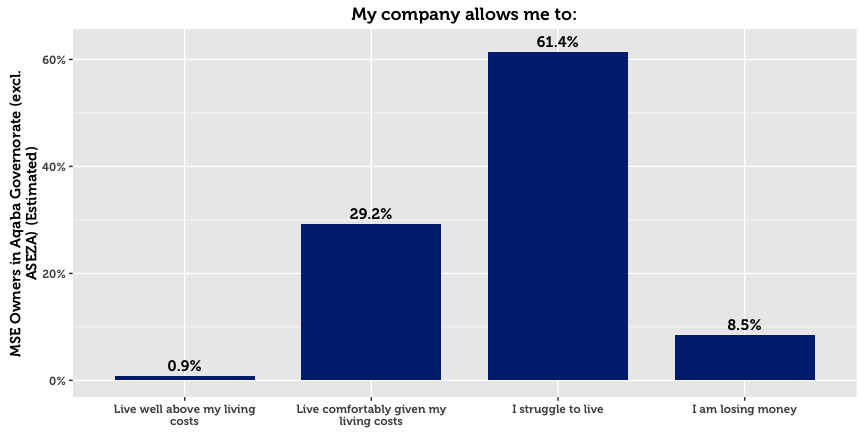 My company allows me to:
MSE Owners in Aqaba Governorate (excl.
ASEZA) (Estimated)
60%
40%
20%
0%
0.9%
29.2%
61.4%
8.5%
Live well above my living
costs
Live comfortably given my
living costs
I struggle to live
I am losing money